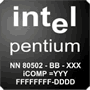 intel
pentium
NN 80502 - BB - XXX
iCOMP =YYY
FFFFFFFF-DDDD